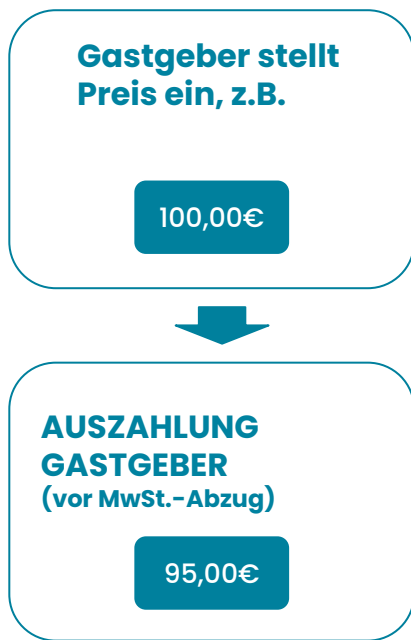 Gastgeber stellt
Preis ein, z.B.
100,00€
AUSZAHLUNG
GASTGEBER
(vor MwSt.-Abzug)
95,00€